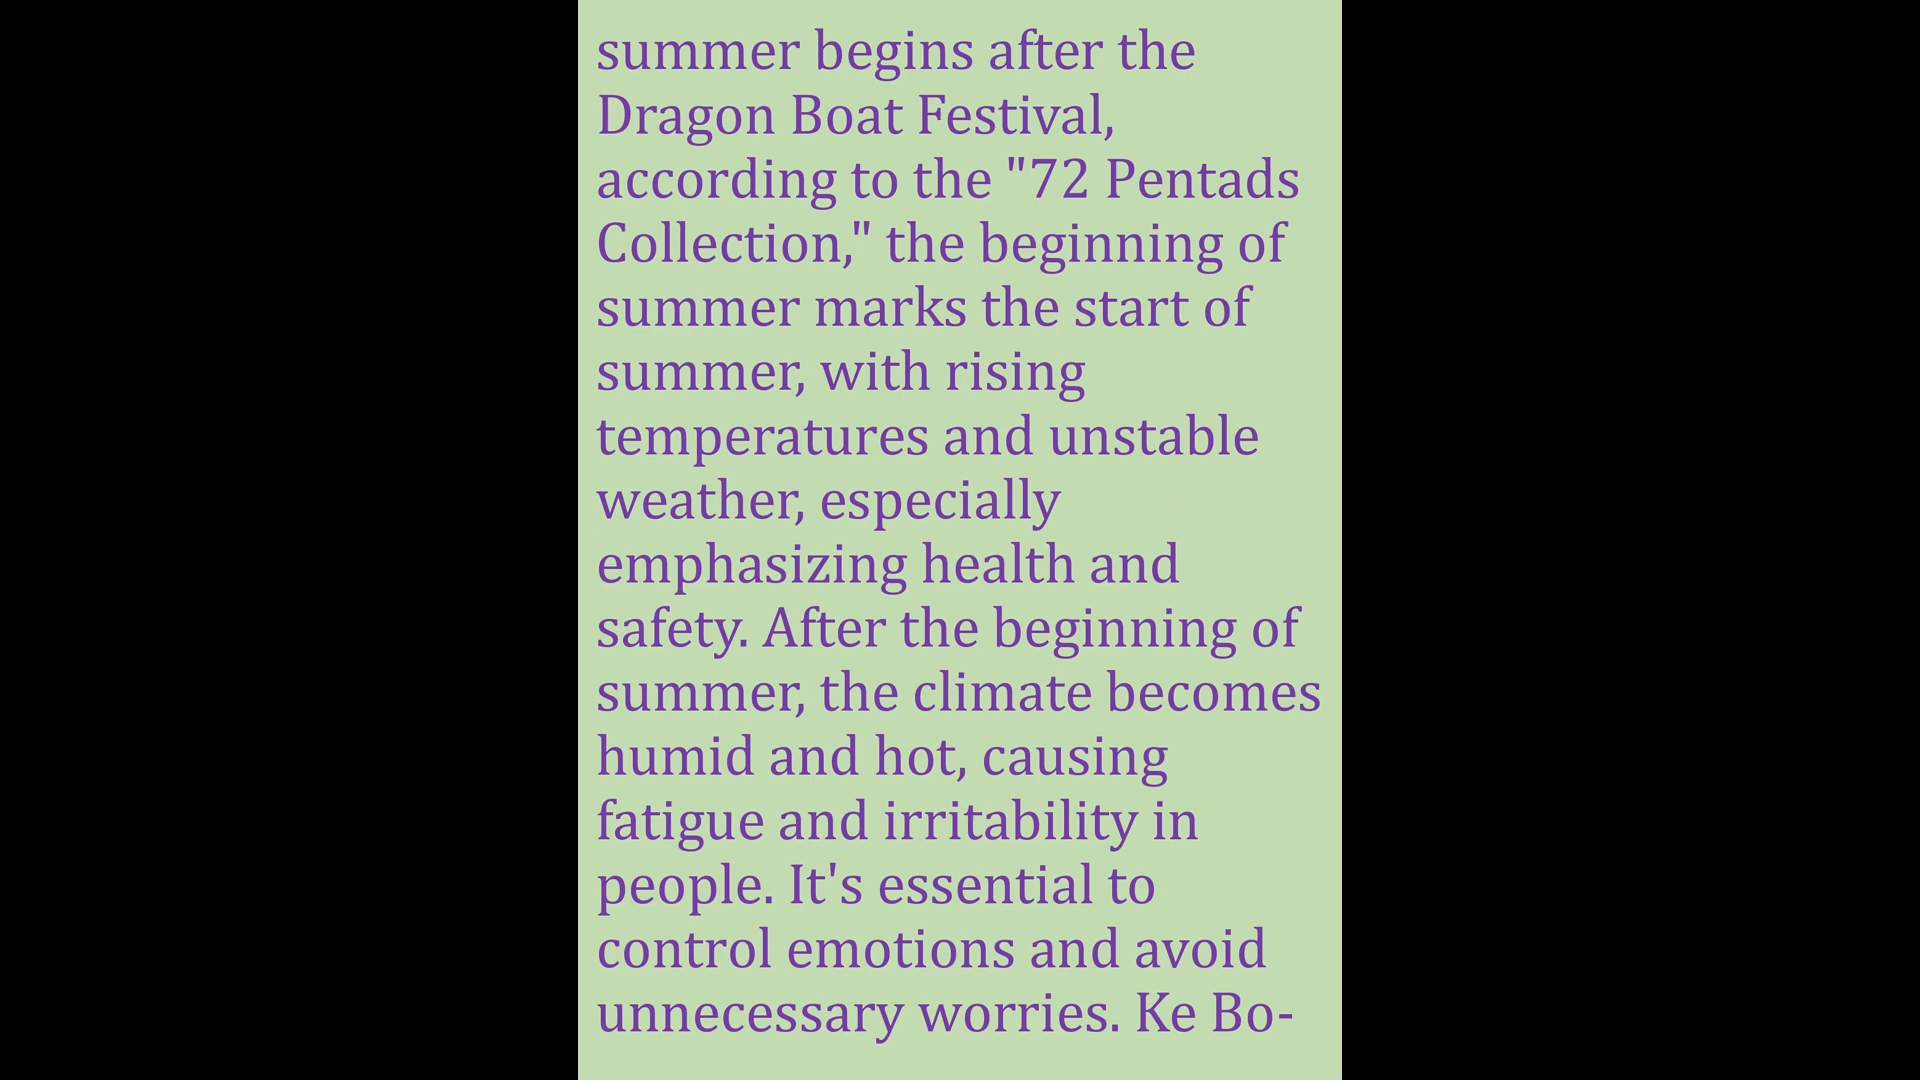 summer begins after the
Dragon Boat Festival,
according to the "72 Pentads
Collection," the beginning of
summer marks the start of
summer, with rising
temperatures and unstable
weather, especially
emphasizing health and
safety. After the beginning of
summer, the climate becomes
humid and hot, causing
fatigue and irritability in
people. It's essential to
control emotions and avoid
unnecessary worries. Ke Bo-